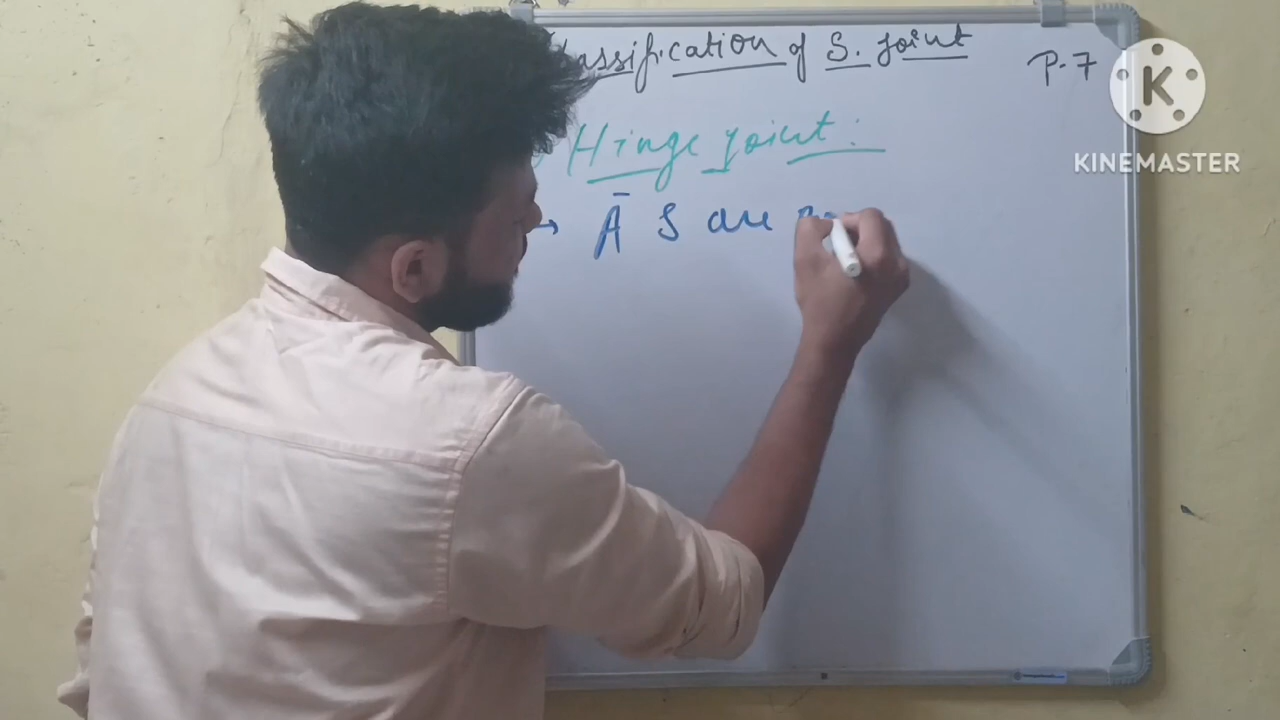 Classification of S. Joint
P-7
K
KINEMASTER
Hinge Joint :
→ Ā S are